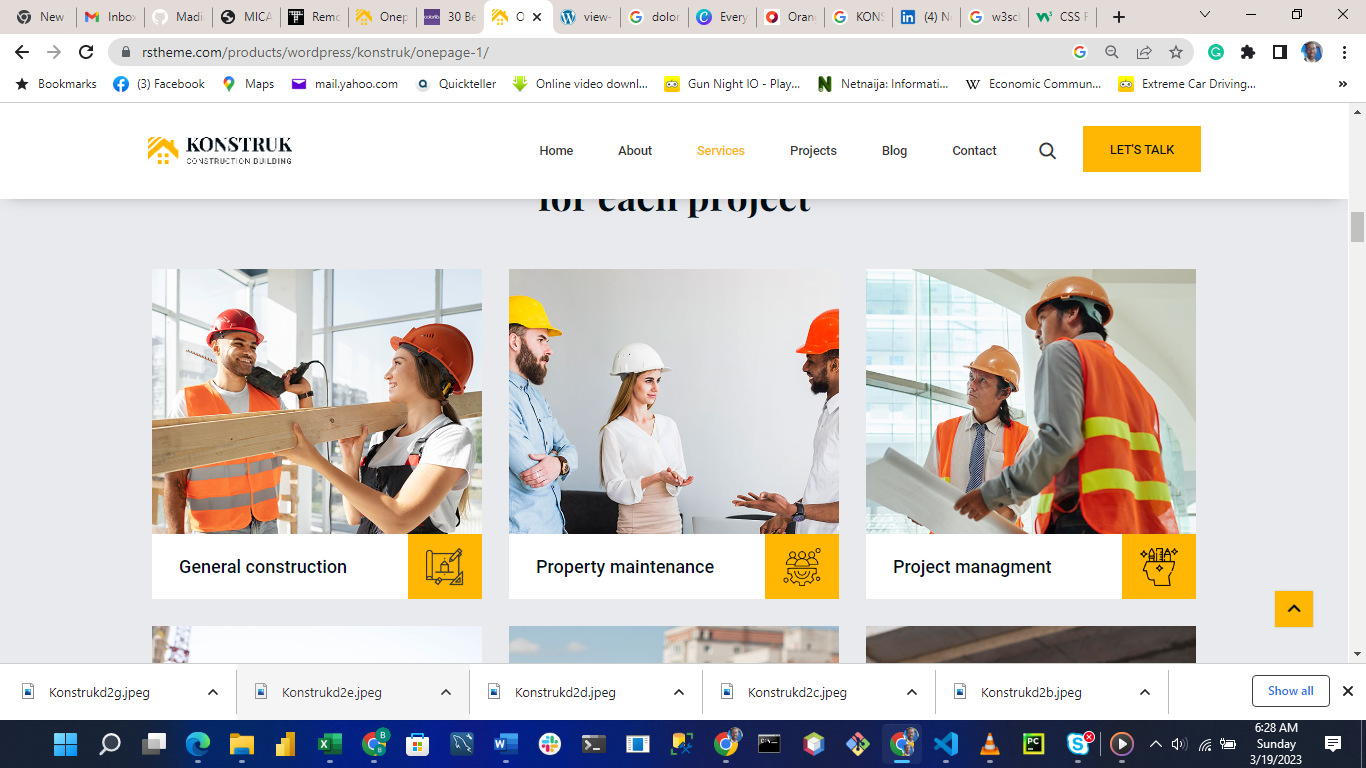 New
Inbox
Madi
MICA
Remo
Onep
30 Be
O
view-
dolor
Every
Oran
KONS
(4) N
w3scl
CSS F
rstheme.com/products/wordpress/konstruk/onepage-1/
Bookmarks
(3) Facebook
Maps
mail.yahoo.com
Quickteller
Online video downl...
Gun Night IO - Play...
Netnaija: Informati...
Economic Commun...
Extreme Car Driving...
KONSTRUK
CONSTRUCTION BUILDING
Home
About
Services
Projects
Blog
Contact
LET'S TALK
for each project
General construction
Property maintenance
Project managment
Konstrukd2g.jpeg
Konstrukd2e.jpeg
Konstrukd2d.jpeg
Konstrukd2c.jpeg
Konstrukd2b.jpeg
Show all
6:28 AM
Sunday
3/19/2023